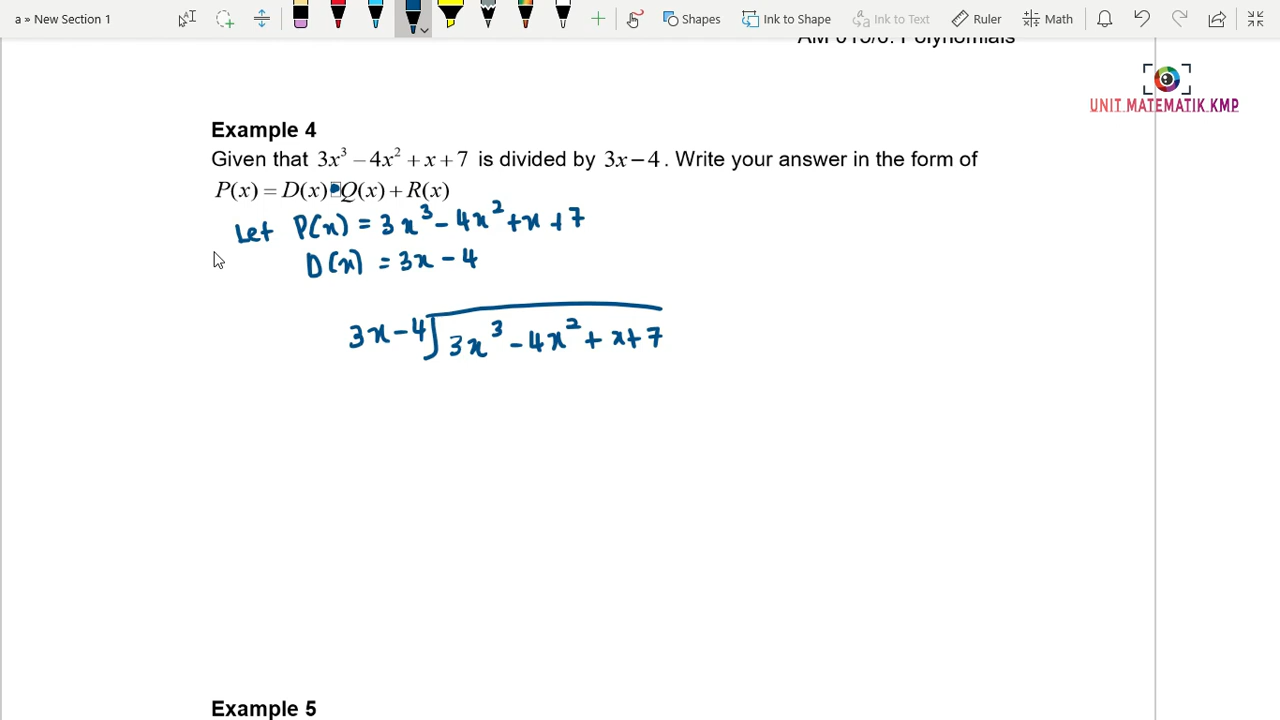 a » New Section 1
Shapes
Ink to Shape
Ink to Text
Ruler
Math
UNIT.MATEMATIK.KMP
Example 4
Given that 3x³ – 4x² + x + 7 is divided by 3x – 4. Write your answer in the form of
P(x) = D(x)•Q(x) + R(x)
Let P(x) = 3x³ - 4x² + x + 7
D(x) = 3x - 4
3x - 4 3x³ - 4x² + x + 7
Example 5